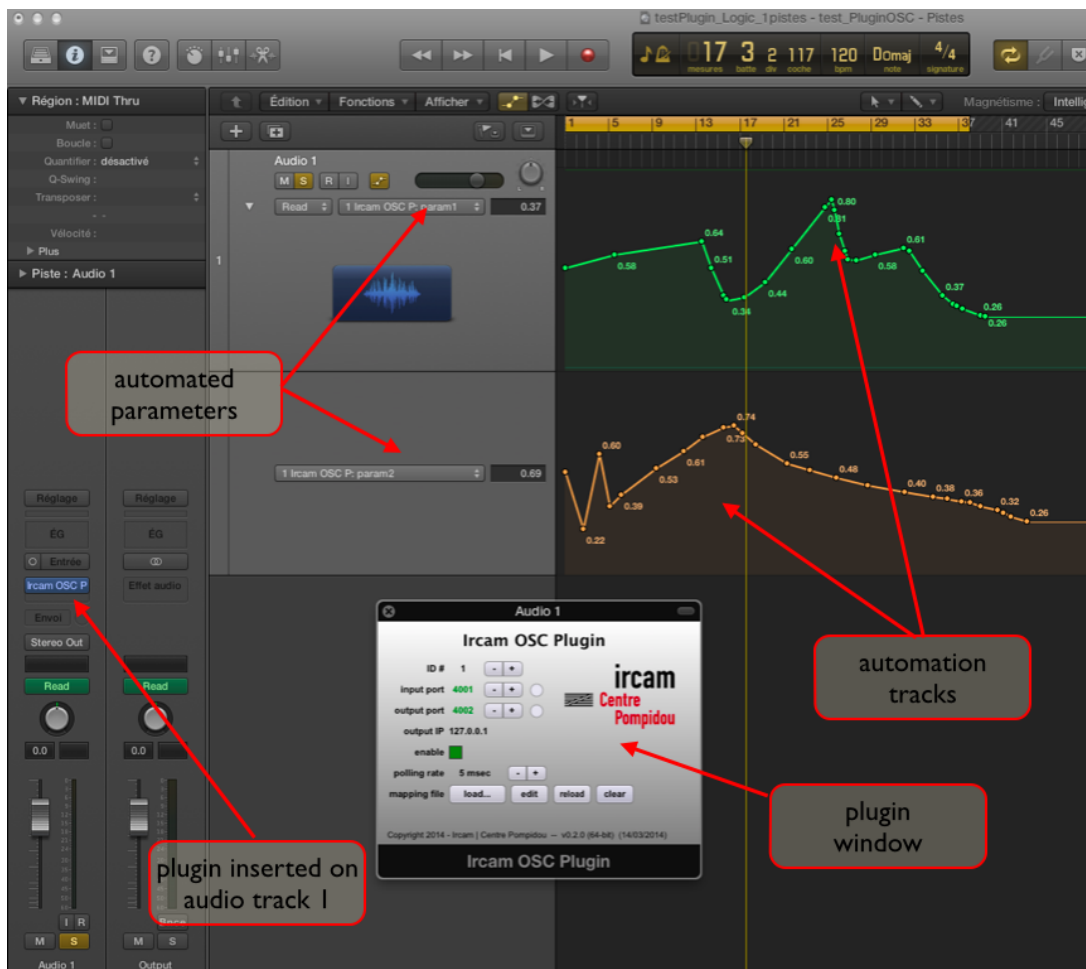 testPlugin_Logic_1pistes - test_PluginOSC - Pistes
17 3 2 117 120 Domaj 4/4
mesures batte div coche bpm note signature
Région : MIDI Thru
Muet :
Boucle :
Quantifier : désactivé
Q-Swing :
Transposer :
- -
Vélocité :
Plus
Piste : Audio 1
Édition Fonctions Afficher Magnétisme : Intellig
1 5 9 13 17 21 25 29 33 37 41 45
Audio 1
M S R I
L R
Read 1 Ircam OSC P: param1 0.37
1
0.58 0.64 0.51 0.34 0.44 0.60 0.80 0.81 0.58 0.61 0.37 0.26 0.26
automated
parameters
1 Ircam OSC P: param2 0.69
0.22 0.60 0.39 0.53 0.61 0.73 0.74 0.55 0.48 0.40 0.38 0.36 0.32 0.26
Réglage Réglage
ÉG ÉG
Entrée
Ircam OSC P Effet audio
Envoi
Stereo Out
Read Read
0.0 0.0
I R Bnce
M S M S
Audio 1 Output
plugin inserted on
audio track 1
Audio 1
Ircam OSC Plugin
ID # 1 - +
input port 4001 - +
output port 4002 - +
output IP 127.0.0.1
enable
polling rate 5 msec - +
mapping file load... edit reload clear
ircam
Centre
Pompidou
Copyright 2014 - Ircam | Centre Pompidou — v0.2.0 (64-bit) (14/03/2014)
Ircam OSC Plugin
automation
tracks
plugin
window